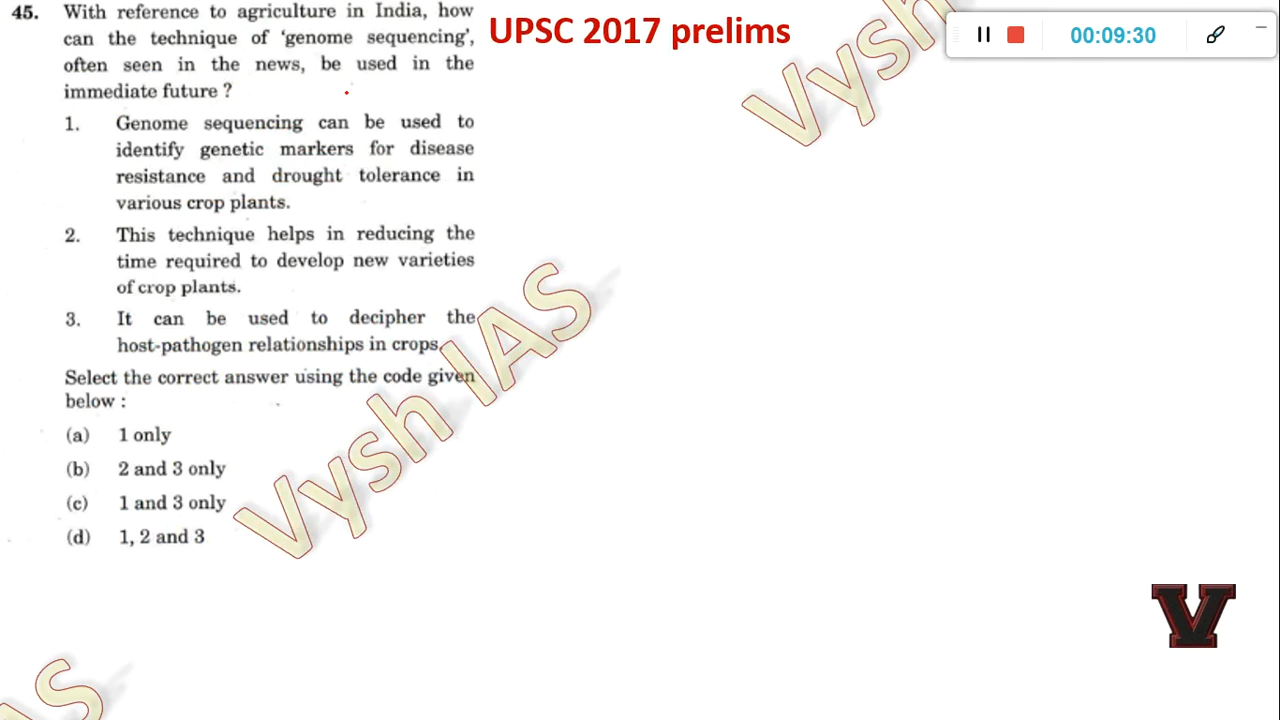 45. With reference to agriculture in India, how
can the technique of ‘genome sequencing’,
often seen in the news, be used in the
immediate future ?
1. Genome sequencing can be used to
identify genetic markers for disease
resistance and drought tolerance in
various crop plants.
2. This technique helps in reducing the
time required to develop new varieties
of crop plants.
3. It can be used to decipher the
host-pathogen relationships in crops.
Select the correct answer using the code given
below :
(a) 1 only
(b) 2 and 3 only
(c) 1 and 3 only
(d) 1, 2 and 3
UPSC 2017 prelims
00:09:30
Vysh
Vysh IAS
AS
V